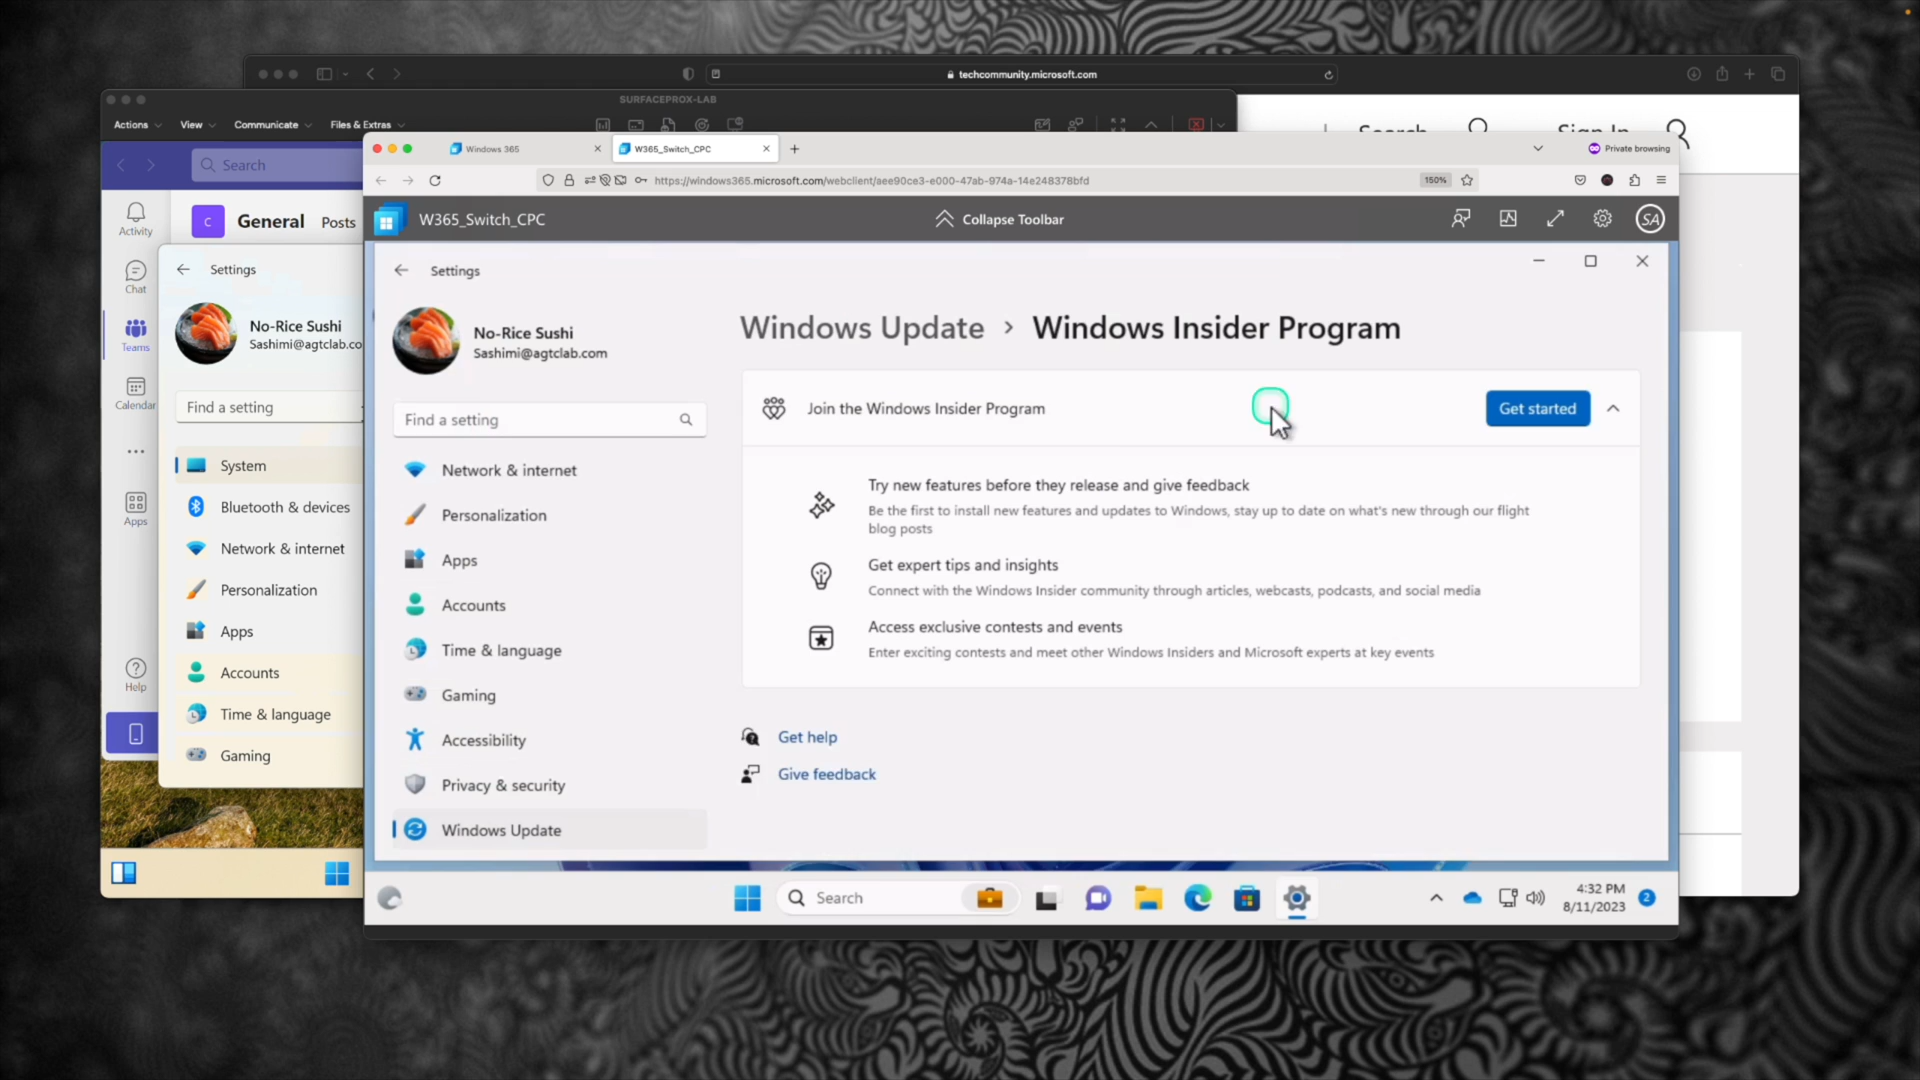 techcommunity.microsoft.com
SURFACEPROX-LAB
Actions
View
Communicate
Files & Extras
Search
Sign In
Windows 365
W365_Switch_CPC
Private browsing
https://windows365.microsoft.com/webclient/aee90ce3-e000-47ab-974a-14e248378bfd
150%
W365_Switch_CPC
Collapse Toolbar
SA
Search
Activity
C
General
Posts
Chat
Teams
Calendar
Apps
Help
Settings
No-Rice Sushi
Sashimi@agtclab.co
Find a setting
System
Bluetooth & devices
Network & internet
Personalization
Apps
Accounts
Time & language
Gaming
Settings
No-Rice Sushi
Sashimi@agtclab.com
Find a setting
Network & internet
Personalization
Apps
Accounts
Time & language
Gaming
Accessibility
Privacy & security
Windows Update
Windows Update > Windows Insider Program
Join the Windows Insider Program
Get started
Try new features before they release and give feedback
Be the first to install new features and updates to Windows, stay up to date on what's new through our flight
blog posts
Get expert tips and insights
Connect with the Windows Insider community through articles, webcasts, podcasts, and social media
Access exclusive contests and events
Enter exciting contests and meet other Windows Insiders and Microsoft experts at key events
Get help
Give feedback
Search
4:32 PM
8/11/2023
2